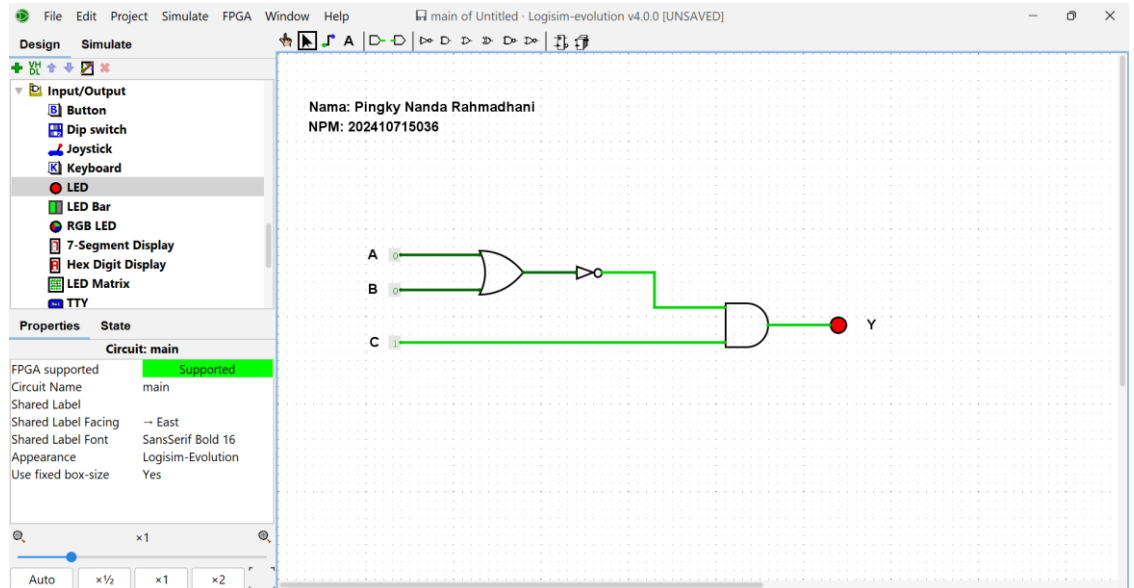 File Edit Project Simulate FPGA Window Help main of Untitled · Logisim-evolution v4.0.0 [UNSAVED]
Design Simulate
A
VH
DL
Input/Output
Button
Dip switch
Joystick
Keyboard
LED
LED Bar
RGB LED
7-Segment Display
Hex Digit Display
LED Matrix
TTY
Properties State
Circuit: main
FPGA supported Supported
Circuit Name main
Shared Label
Shared Label Facing → East
Shared Label Font SansSerif Bold 16
Appearance Logisim-Evolution
Use fixed box-size Yes
×1
Auto ×½ ×1 ×2
Nama: Pingky Nanda Rahmadhani
NPM: 202410715036
A 0
B 0
C 1
Y